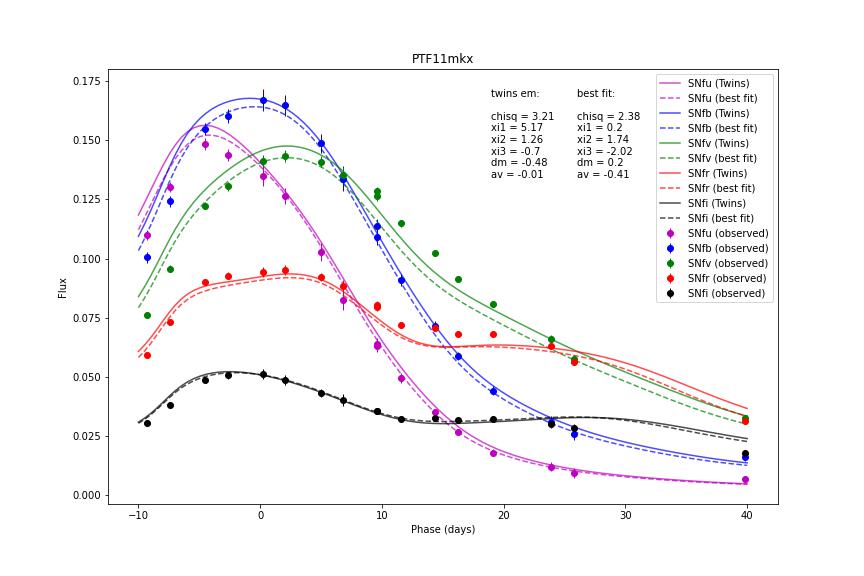 PTF11mkx
twins em: best fit:
chisq = 3.21 chisq = 2.38
xi1 = 5.17 xi1 = 0.2
xi2 = 1.26 xi2 = 1.74
xi3 = -0.7 xi3 = -2.02
dm = -0.48 dm = 0.2
av = -0.01 av = -0.41
SNfu (Twins)
SNfu (best fit)
SNfb (Twins)
SNfb (best fit)
SNfv (Twins)
SNfv (best fit)
SNfr (Twins)
SNfr (best fit)
SNfi (Twins)
SNfi (best fit)
SNfu (observed)
SNfb (observed)
SNfv (observed)
SNfr (observed)
SNfi (observed)
Flux
0.175
0.150
0.125
0.100
0.075
0.050
0.025
0.000
−10 0 10 20 30 40
Phase (days)